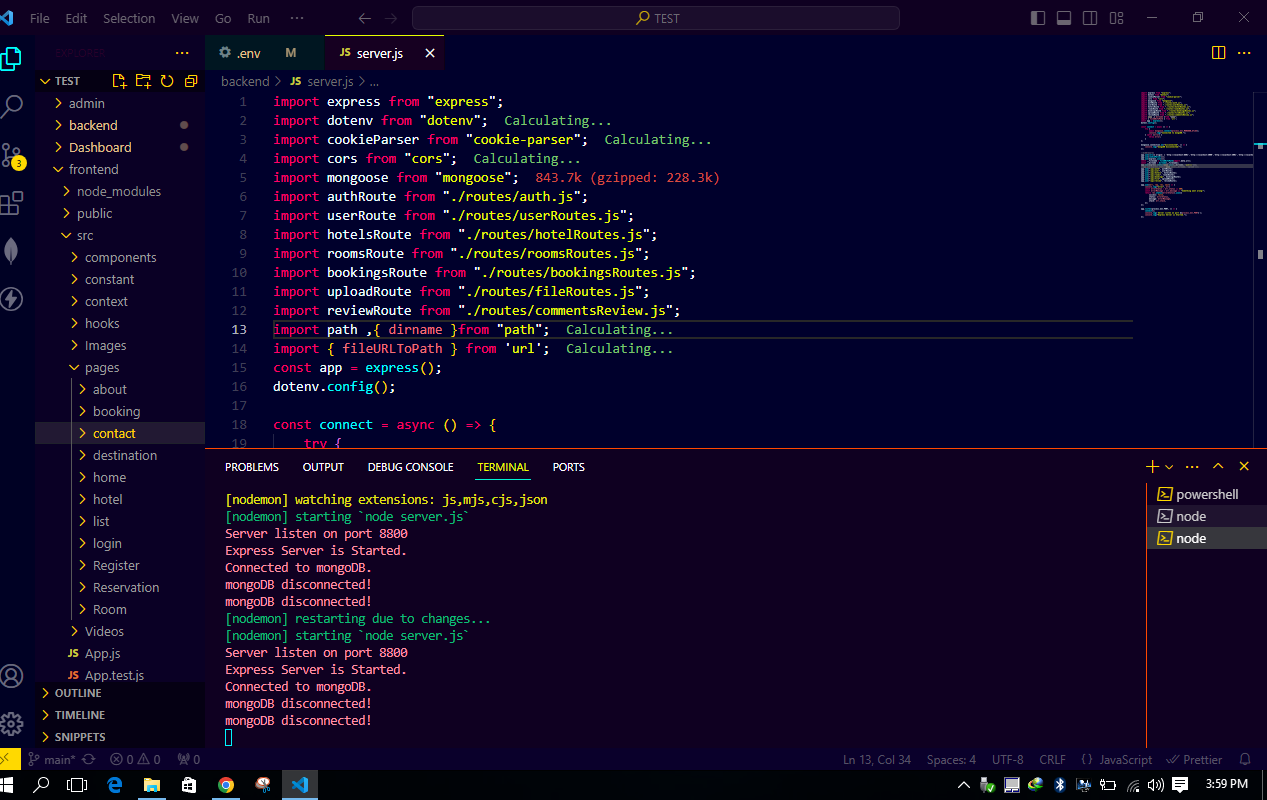 File Edit Selection View Go Run ··· TEST
EXPLORER ···
.env M JS server.js
TEST
backend > JS server.js > ...
admin
backend
Dashboard
frontend
node_modules
public
src
components
constant
context
hooks
Images
pages
about
booking
contact
destination
home
hotel
list
login
Register
Reservation
Room
Videos
JS App.js
JS App.test.js
OUTLINE
TIMELINE
SNIPPETS
3
1 import express from "express";
2 import dotenv from "dotenv"; Calculating...
3 import cookieParser from "cookie-parser"; Calculating...
4 import cors from "cors"; Calculating...
5 import mongoose from "mongoose"; 843.7k (gzipped: 228.3k)
6 import authRoute from "./routes/auth.js";
7 import userRoute from "./routes/userRoutes.js";
8 import hotelsRoute from "./routes/hotelRoutes.js";
9 import roomsRoute from "./routes/roomsRoutes.js";
10 import bookingsRoute from "./routes/bookingsRoutes.js";
11 import uploadRoute from "./routes/fileRoutes.js";
12 import reviewRoute from "./routes/commentsReview.js";
13 import path ,{ dirname }from "path"; Calculating...
14 import { fileURLToPath } from 'url'; Calculating...
15 const app = express();
16 dotenv.config();
17
18 const connect = async () => {
19 try {
PROBLEMS OUTPUT DEBUG CONSOLE TERMINAL PORTS
[nodemon] watching extensions: js,mjs,cjs,json
[nodemon] starting `node server.js`
Server listen on port 8800
Express Server is Started.
Connected to mongoDB.
mongoDB disconnected!
mongoDB disconnected!
[nodemon] restarting due to changes...
[nodemon] starting `node server.js`
Server listen on port 8800
Express Server is Started.
Connected to mongoDB.
mongoDB disconnected!
mongoDB disconnected!
powershell
node
node
main* 0 0 0 Ln 13, Col 34 Spaces: 4 UTF-8 CRLF {} JavaScript Prettier
3:59 PM